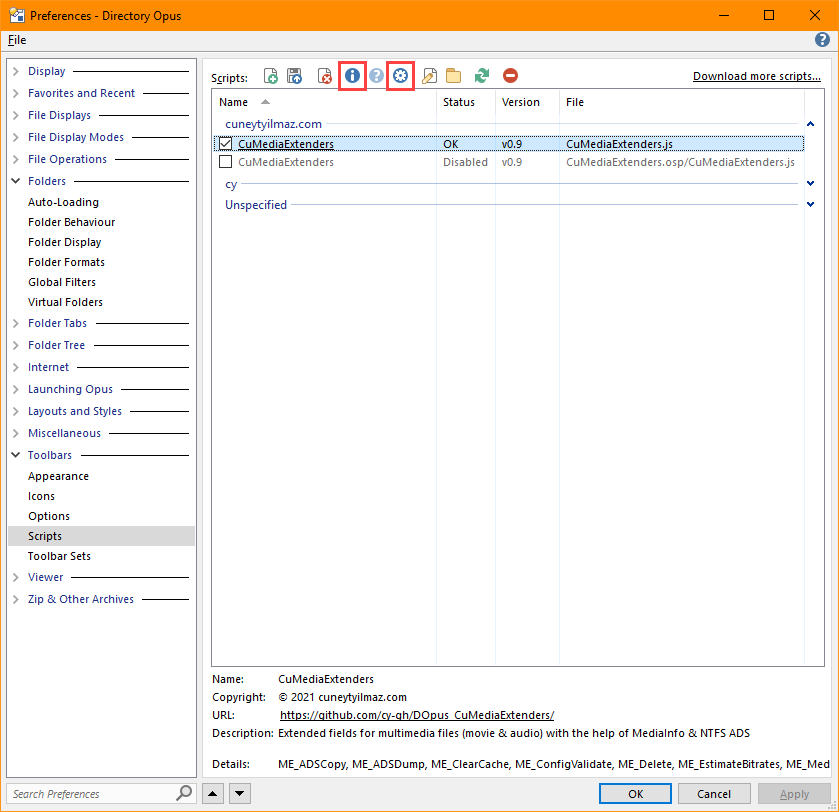 Preferences - Directory Opus
File
Display
Favorites and Recent
File Displays
File Display Modes
File Operations
Folders
Auto-Loading
Folder Behaviour
Folder Display
Folder Formats
Global Filters
Virtual Folders
Folder Tabs
Folder Tree
Internet
Launching Opus
Layouts and Styles
Miscellaneous
Toolbars
Appearance
Icons
Options
Scripts
Toolbar Sets
Viewer
Zip & Other Archives
Scripts: Download more scripts...
Name Status Version File
cuneytyilmaz.com
CuMediaExtenders OK v0.9 CuMediaExtenders.js
CuMediaExtenders Disabled v0.9 CuMediaExtenders.osp/CuMediaExtenders.js
cy
Unspecified
Name: CuMediaExtenders
Copyright: © 2021 cuneytyilmaz.com
URL: https://github.com/cy-gh/DOpus_CuMediaExtenders/
Description: Extended fields for multimedia files (movie & audio) with the help of MediaInfo & NTFS ADS
Details: ME_ADSCopy, ME_ADSDump, ME_ClearCache, ME_ConfigValidate, ME_Delete, ME_EstimateBitrates, ME_Med
Search Preferences
OK Cancel Apply